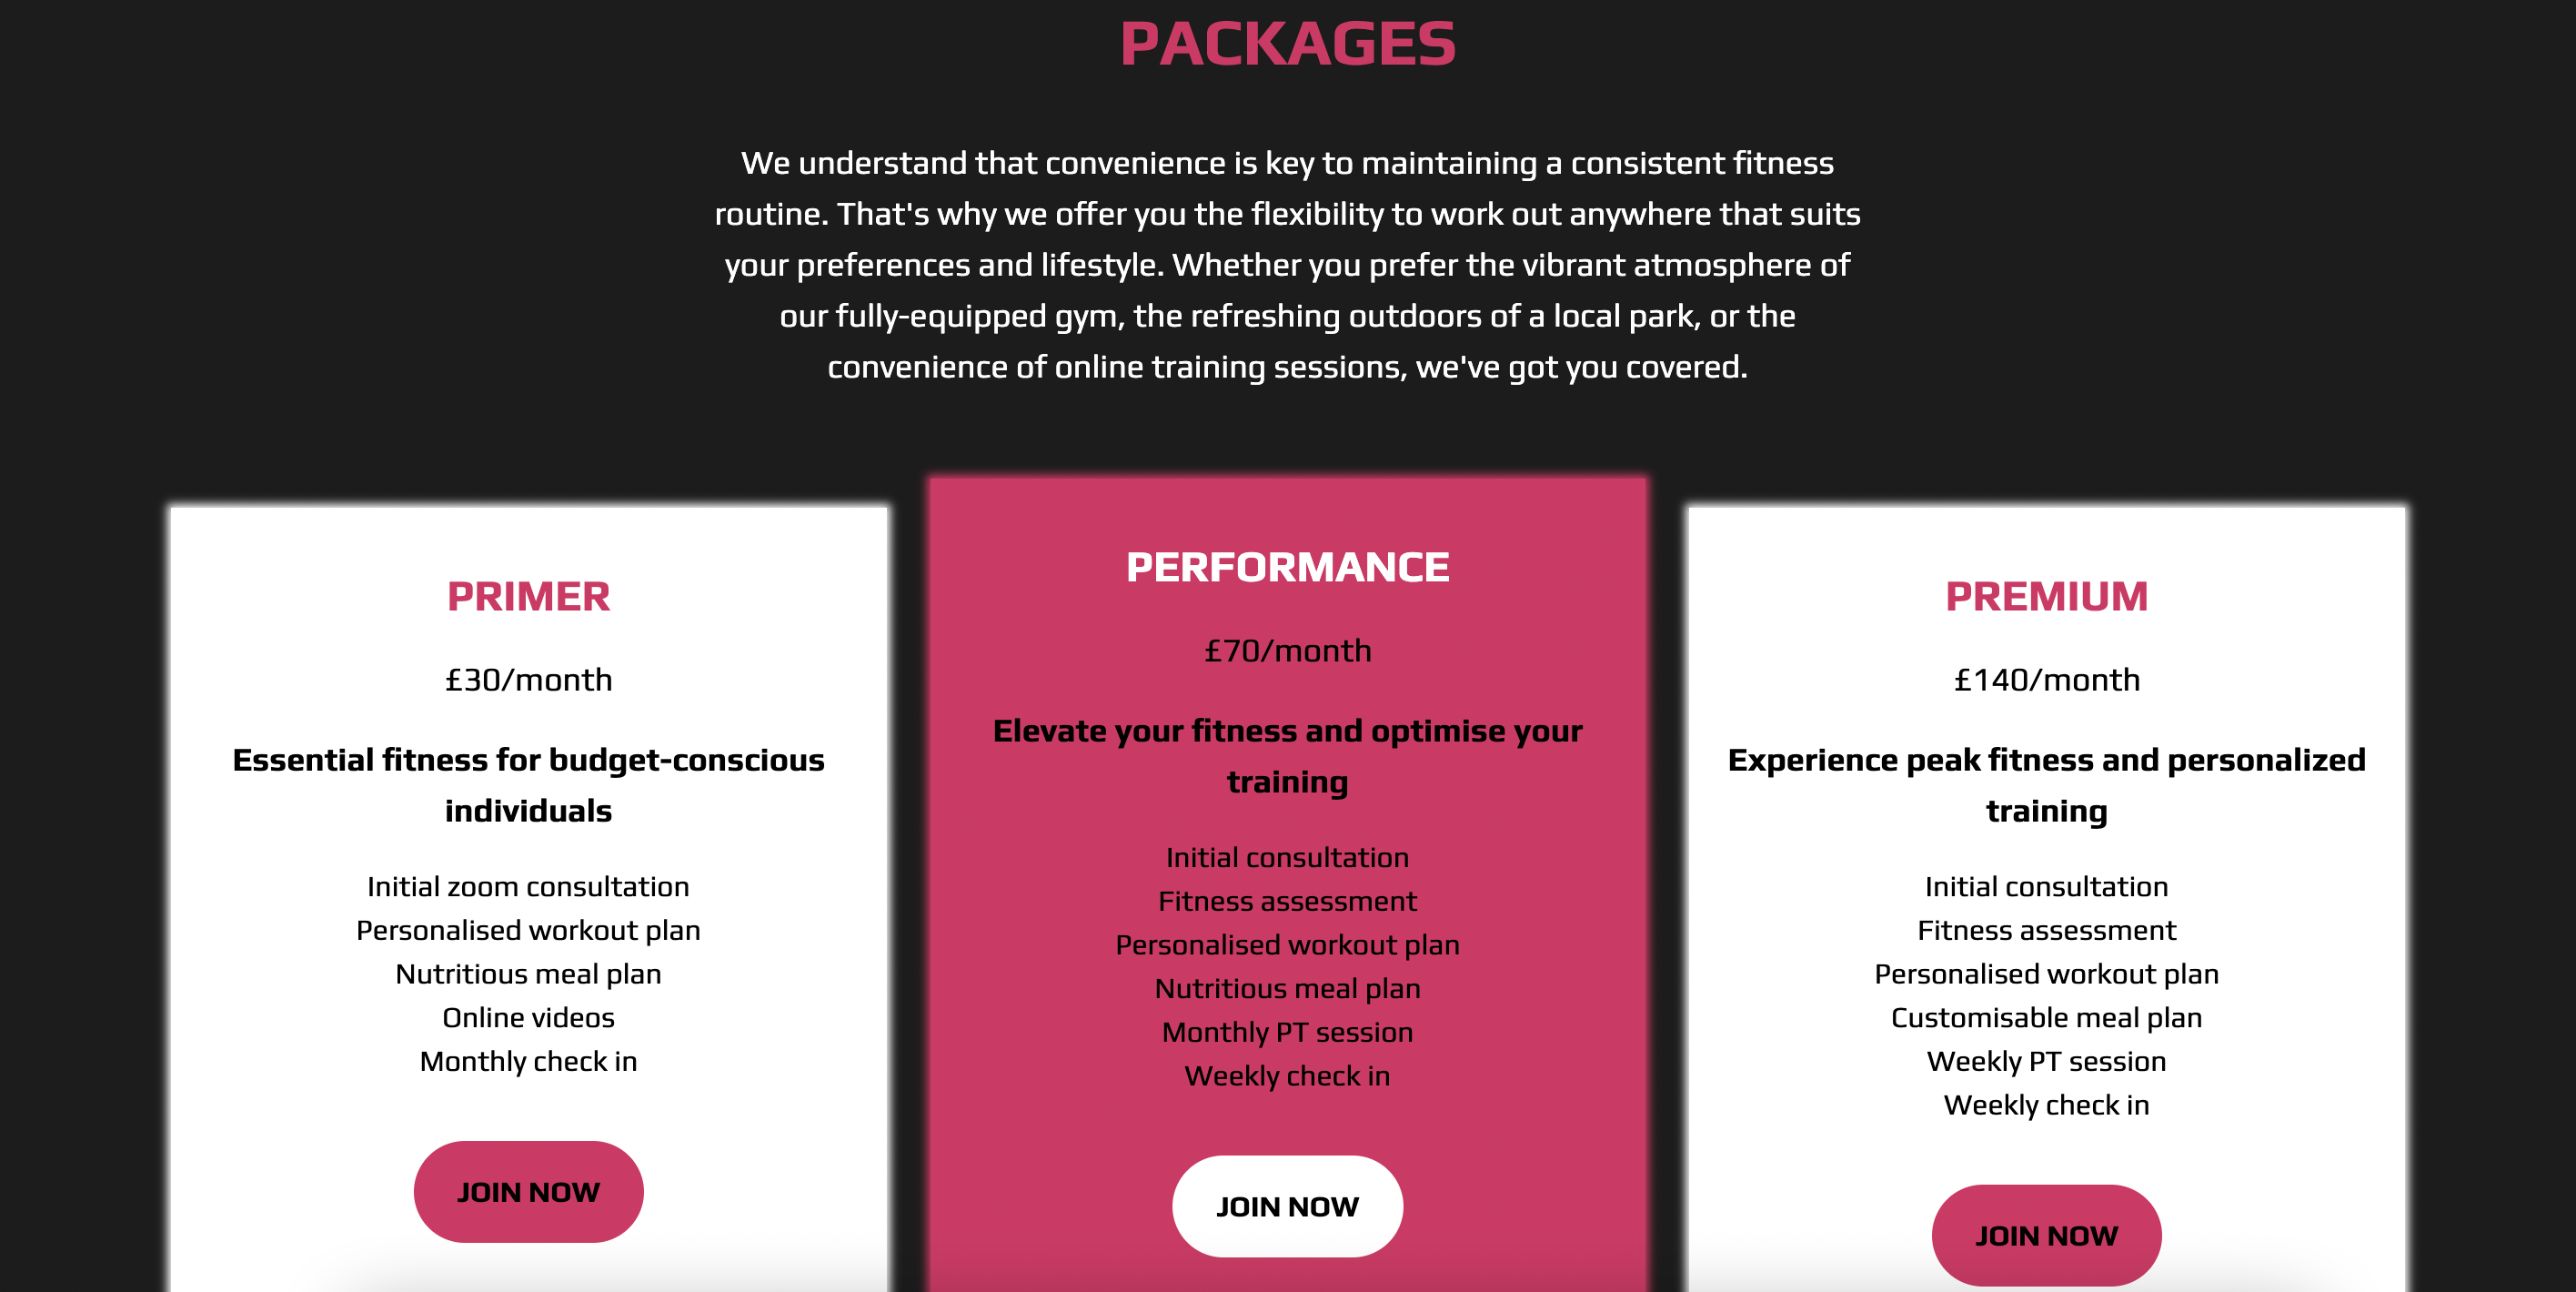 PACKAGES
We understand that convenience is key to maintaining a consistent fitness
routine. That's why we offer you the flexibility to work out anywhere that suits
your preferences and lifestyle. Whether you prefer the vibrant atmosphere of
our fully-equipped gym, the refreshing outdoors of a local park, or the
convenience of online training sessions, we've got you covered.
PRIMER
£30/month
Essential fitness for budget-conscious
individuals
Initial zoom consultation
Personalised workout plan
Nutritious meal plan
Online videos
Monthly check in
JOIN NOW
PERFORMANCE
£70/month
Elevate your fitness and optimise your
training
Initial consultation
Fitness assessment
Personalised workout plan
Nutritious meal plan
Monthly PT session
Weekly check in
JOIN NOW
PREMIUM
£140/month
Experience peak fitness and personalized
training
Initial consultation
Fitness assessment
Personalised workout plan
Customisable meal plan
Weekly PT session
Weekly check in
JOIN NOW